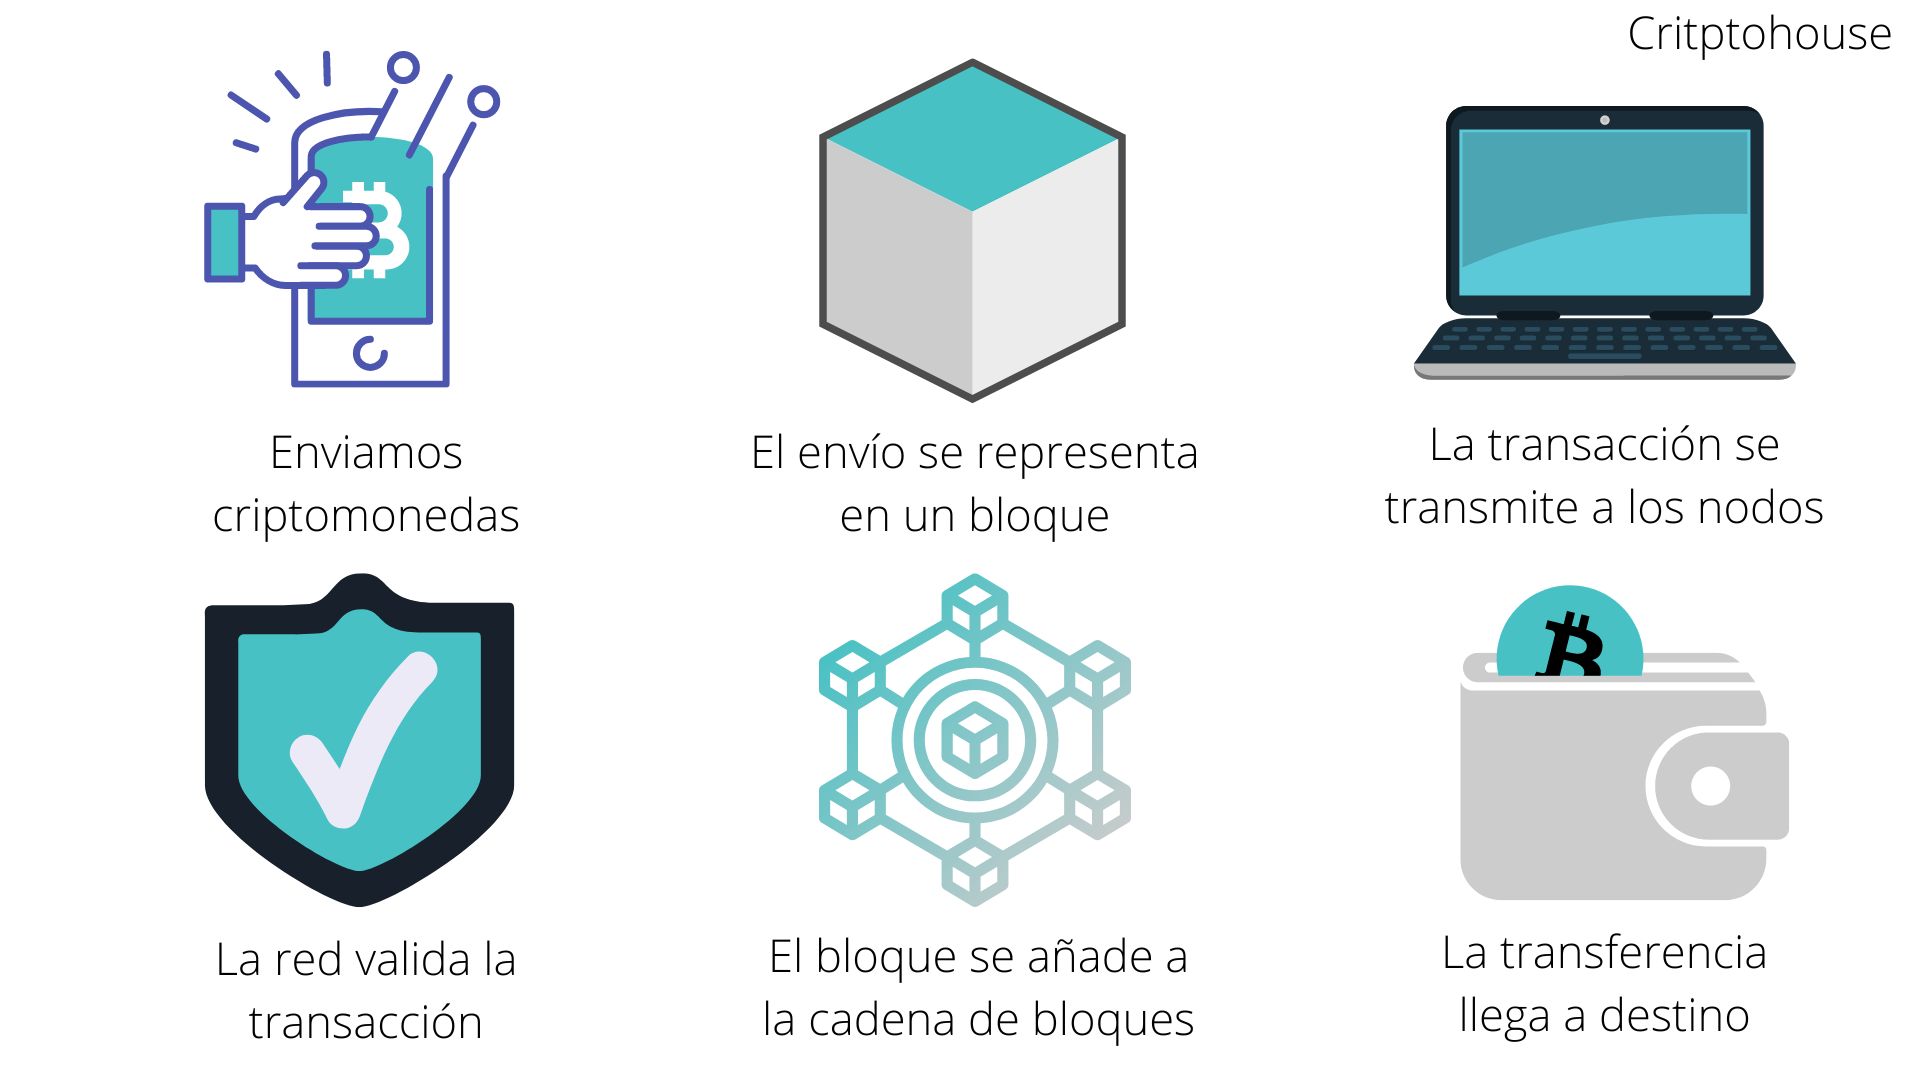 Critptohouse
Enviamos
criptomonedas
El envío se representa
en un bloque
La transacción se
transmite a los nodos
La red valida la
transacción
El bloque se añade a
la cadena de bloques
La transferencia
llega a destino